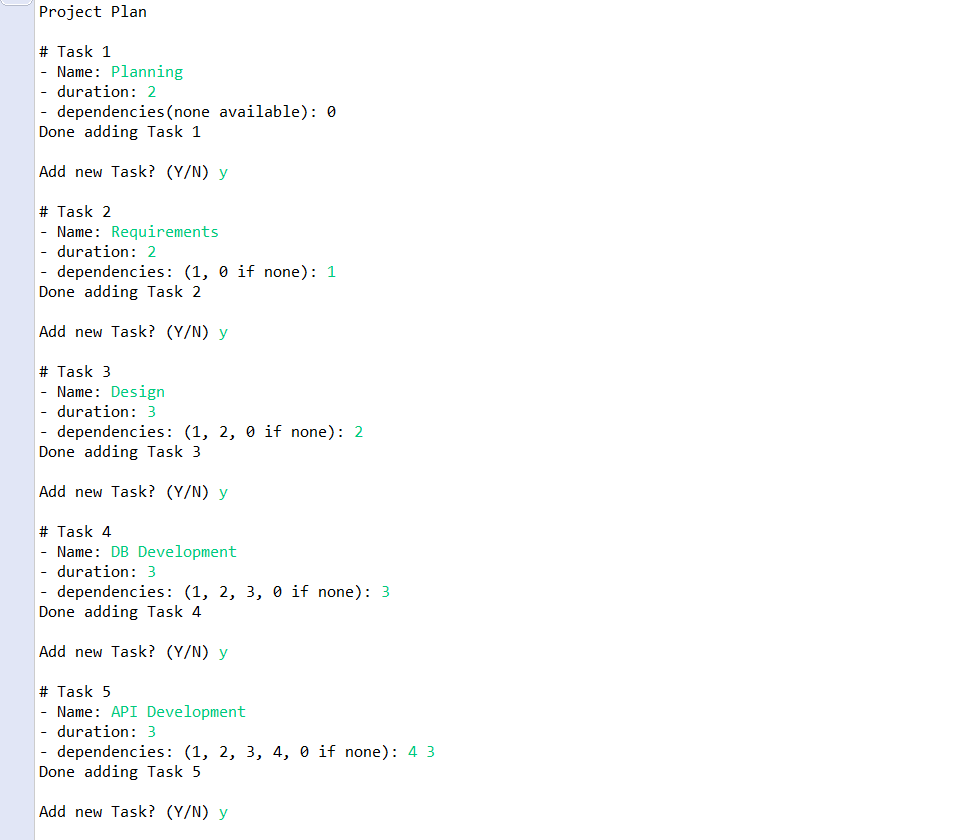 Project Plan
# Task 1
- Name: Planning
- duration: 2
- dependencies(none available): 0
Done adding Task 1
Add new Task? (Y/N) y
# Task 2
- Name: Requirements
- duration: 2
- dependencies: (1, 0 if none): 1
Done adding Task 2
Add new Task? (Y/N) y
# Task 3
- Name: Design
- duration: 3
- dependencies: (1, 2, 0 if none): 2
Done adding Task 3
Add new Task? (Y/N) y
# Task 4
- Name: DB Development
- duration: 3
- dependencies: (1, 2, 3, 0 if none): 3
Done adding Task 4
Add new Task? (Y/N) y
# Task 5
- Name: API Development
- duration: 3
- dependencies: (1, 2, 3, 4, 0 if none): 4 3
Done adding Task 5
Add new Task? (Y/N) y